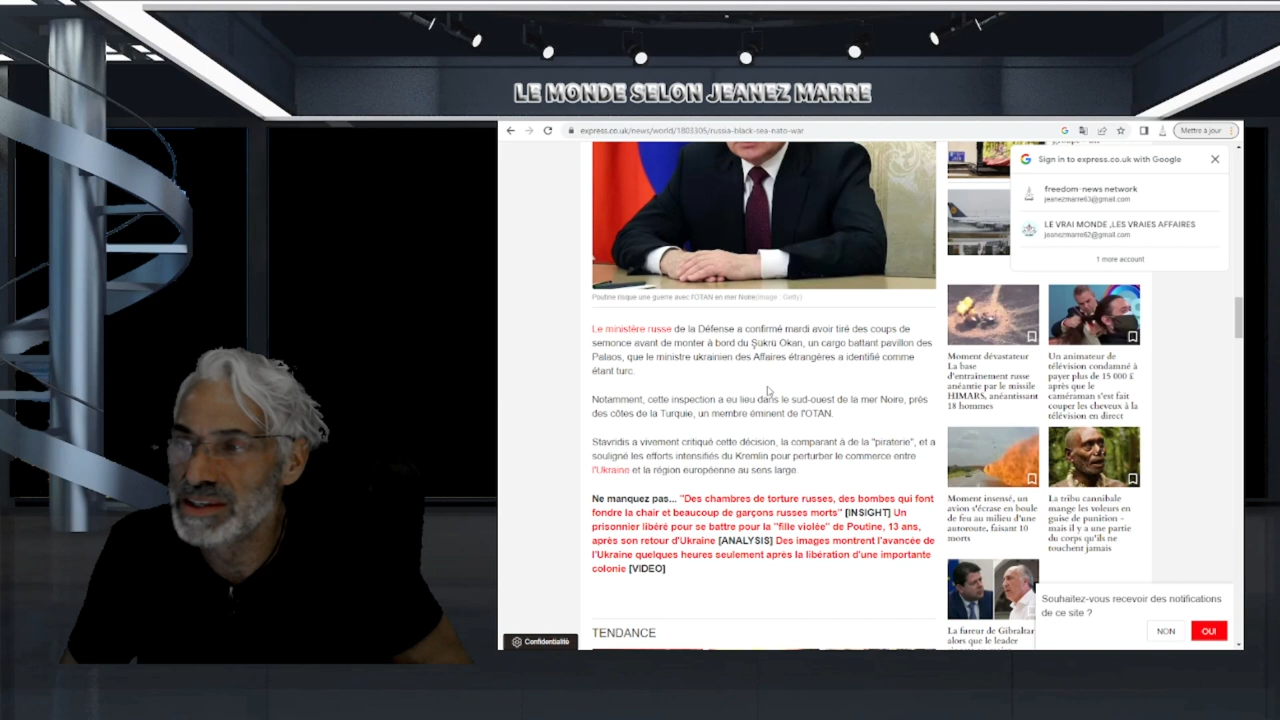 LE MONDE SELON JEANEZ MARRE
express.co.uk/news/world/1803305/russia-black-sea-nato-war
Mettre à jour
Sign in to express.co.uk with Google
freedom-news network
jeanezmarre63@gmail.com
LE VRAI MONDE ,LES VRAIES AFFAIRES
jeanezmarre62@gmail.com
1 more account
Poutine risque une guerre avec l'OTAN en mer Noire(Image : Getty)
Le ministère russe de la Défense a confirmé mardi avoir tiré des coups de
semonce avant de monter à bord du Şükrü Okan, un cargo battant pavillon des
Palaos, que le ministre ukrainien des Affaires étrangères a identifié comme
étant turc.
Notamment, cette inspection a eu lieu dans le sud-ouest de la mer Noire, près
des côtes de la Turquie, un membre éminent de l'OTAN.
Stavridis a vivement critiqué cette décision, la comparant à de la "piraterie", et a
souligné les efforts intensifiés du Kremlin pour perturber le commerce entre
l'Ukraine et la région européenne au sens large
Ne manquez pas... "Des chambres de torture russes, des bombes qui font
fondre la chair et beaucoup de garçons russes morts" [INSIGHT] Un
prisonnier libéré pour se battre pour la "fille violée" de Poutine, 13 ans,
après son retour d'Ukraine [ANALYSIS] Des images montrent l'avancée de
l'Ukraine quelques heures seulement après la libération d'une importante
colonie [VIDEO]
TENDANCE
Confidentialité
Moment dévastateur
La base
d'entraînement russe
anéantie par le missile
HIMARS, anéantissant
18 hommes
Un animateur de
télévision condamné à
payer plus de 15 000 £
après que le
caméraman s'est fait
couper les cheveux à la
télévision en direct
Moment insensé, un
avion s'écrase en boule
de feu au milieu d'une
autoroute, faisant 10
morts
La tribu cannibale
mange les voleurs en
guise de punition -
mais il y a une partie
du corps qu'ils ne
touchent jamais
La fureur de Gibraltar
alors que le leader
Souhaitez-vous recevoir des notifications
de ce site ?
NON
OUI